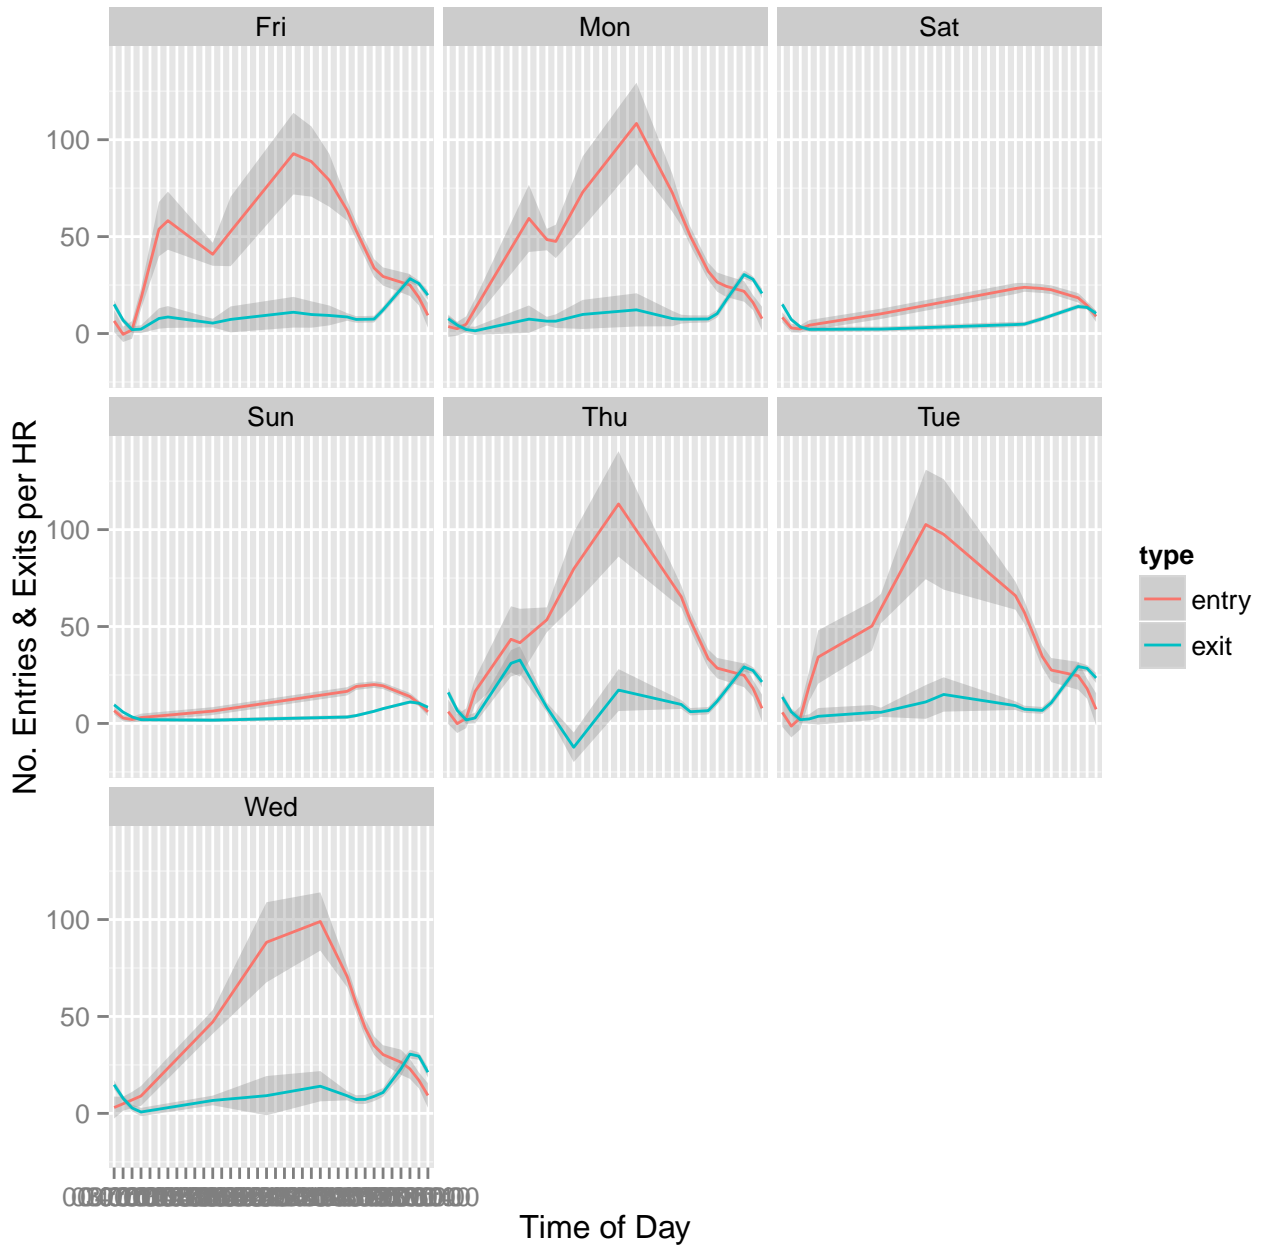 Fri
Mon
Sat
100
50
0
Sun
Thu
Tue
100
50
0
Wed
100
50
0
No. Entries & Exits per HR
Time of Day
type
entry
exit